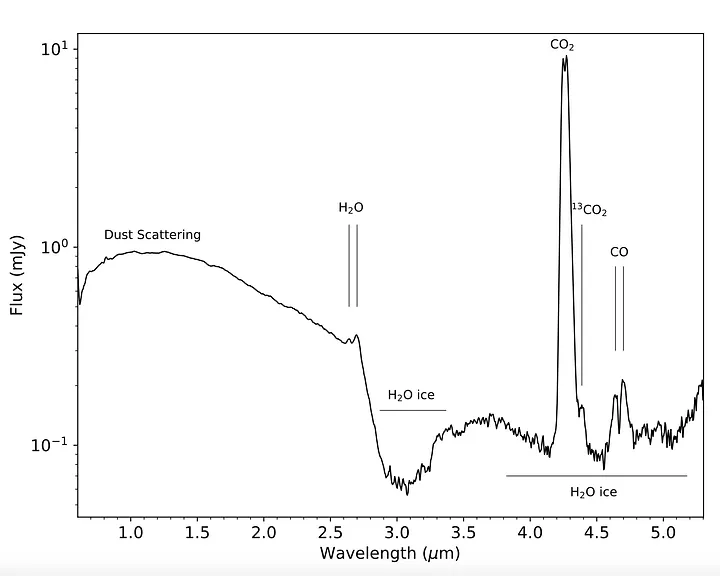 CO₂
10¹
¹³CO₂
H₂O
Dust Scattering
10⁰
CO
Flux (mJy)
H₂O ice
10⁻¹
H₂O ice
1.0 1.5 2.0 2.5 3.0 3.5 4.0 4.5 5.0
Wavelength (μm)